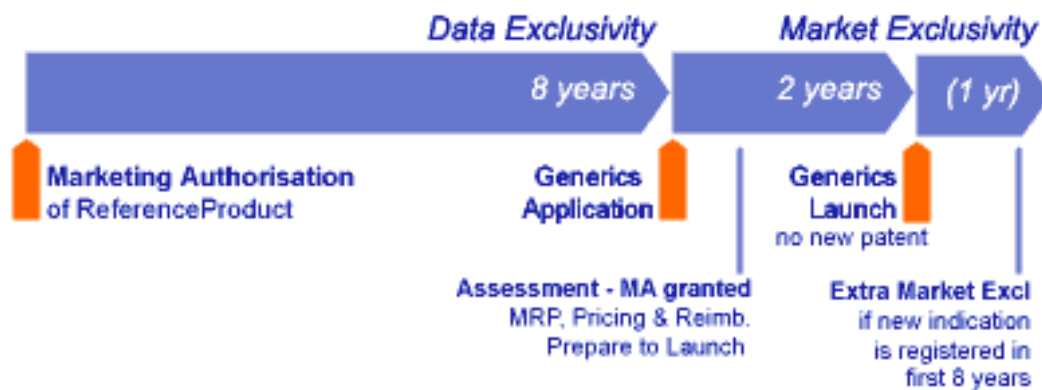 Data Exclusivity
Market Exclusivity
8 years
2 years
(1 yr)
Marketing Authorisation
of ReferenceProduct
Generics
Application
Generics
Launch
no new patent
Assessment - MA granted
MRP, Pricing & Reimb.
Prepare to Launch
Extra Market Excl
if new indication
is registered in
first 8 years